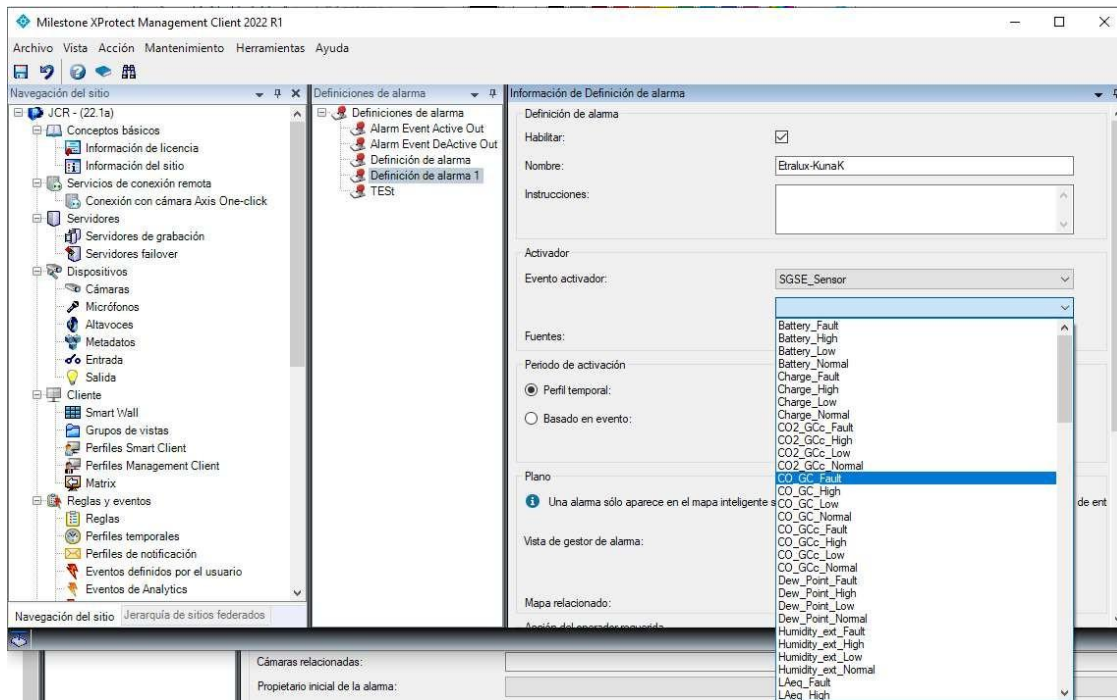 Milestone XProtect Management Client 2022 R1
Archivo Vista Acción Mantenimiento Herramientas Ayuda
Navegación del sitio
JCR - (22.1a)
Conceptos básicos
Información de licencia
Información del sitio
Servicios de conexión remota
Conexión con cámara Axis One-click
Servidores
Servidores de grabación
Servidores failover
Dispositivos
Cámaras
Micrófonos
Altavoces
Metadatos
Entrada
Salida
Cliente
Smart Wall
Grupos de vistas
Perfiles Smart Client
Perfiles Management Client
Matrix
Reglas y eventos
Reglas
Perfiles temporales
Perfiles de notificación
Eventos definidos por el usuario
Eventos de Analytics
Navegación del sitio Jerarquía de sitios federados
Definiciones de alarma
Definiciones de alarma
Alarm Event Active Out
Alarm Event DeActive Out
Definición de alarma
Definición de alarma 1
TESt
Información de Definición de alarma
Definición de alarma
Habilitar:
Nombre: Etralux-KunaK
Instrucciones:
Activador
Evento activador: SGSE_Sensor
Fuentes:
Periodo de activación
Perfil temporal:
Basado en evento:
Plano
Una alarma sólo aparece en el mapa inteligente s
de ent
Vista de gestor de alarma:
Mapa relacionado:
Acción del operador requerida
Battery_Fault
Battery_High
Battery_Low
Battery_Normal
Charge_Fault
Charge_High
Charge_Low
Charge_Normal
CO2_GCc_Fault
CO2_GCc_High
CO2_GCc_Low
CO2_GCc_Normal
CO_GC_Fault
CO_GC_High
CO_GC_Low
CO_GC_Normal
CO_GCc_Fault
CO_GCc_High
CO_GCc_Low
CO_GCc_Normal
Dew_Point_Fault
Dew_Point_High
Dew_Point_Low
Dew_Point_Normal
Humidity_ext_Fault
Humidity_ext_High
Humidity_ext_Low
Humidity_ext_Normal
LAeq_Fault
LAeq_High
Cámaras relacionadas:
Propietario inicial de la alarma: